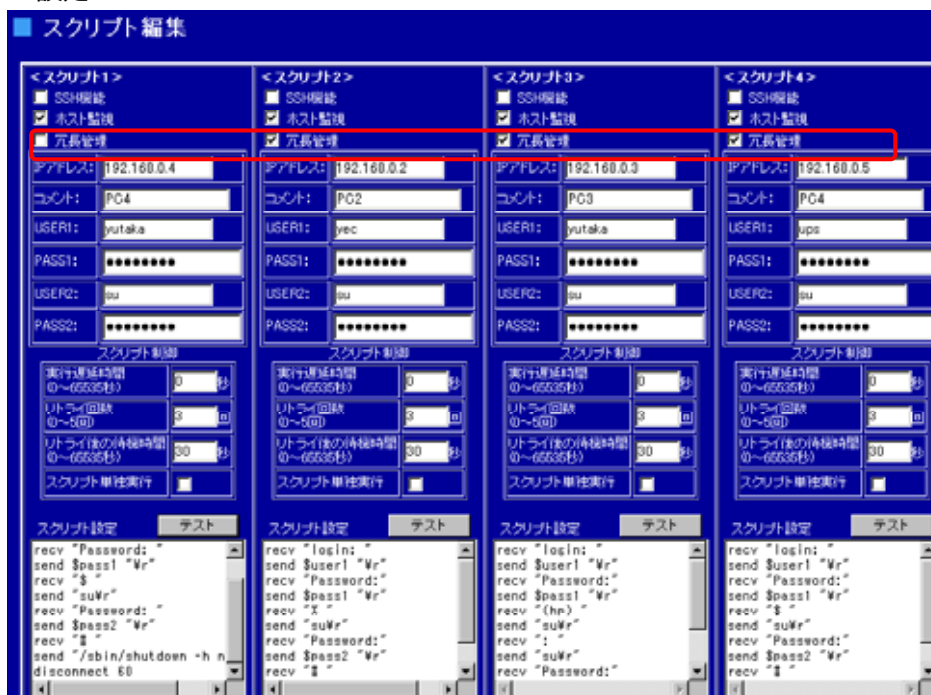 スクリプト編集
<スクリプト1>
SSH機能
ホスト監視
冗長管理
IPアドレス: 192.168.0.4
コメント: PC4
USER1: yutaka
PASS1: ●●●●●●●●
USER2: su
PASS2: ●●●●●●●●
スクリプト制御
実行遅延時間
(0～65535秒) 0 秒
リトライ回数
(0～5回) 3 回
リトライ後の待機時間
(0～65535秒) 30 秒
スクリプト単独実行
スクリプト設定 テスト
recv "Password: "
send $pass1 "¥r"
recv "$ "
send "su¥r"
recv "Password: "
send $pass2 "¥r"
send "/sbin/shutdown -h n
disconnect 60
<スクリプト2>
SSH機能
ホスト監視
冗長管理
IPアドレス: 192.168.0.2
コメント: PC2
USER1: yec
PASS1: ●●●●●●●●
USER2: su
PASS2: ●●●●●●●●
スクリプト制御
実行遅延時間
(0～65535秒) 0 秒
リトライ回数
(0～5回) 3 回
リトライ後の待機時間
(0～65535秒) 30 秒
スクリプト単独実行
スクリプト設定 テスト
recv "login: "
send $user1 "¥r"
recv "Password:"
send $pass1 "¥r"
recv "% "
send "su¥r"
recv "Password:"
send $pass2 "¥r"
<スクリプト3>
SSH機能
ホスト監視
冗長管理
IPアドレス: 192.168.0.3
コメント: PC3
USER1: yutaka
PASS1: ●●●●●●●●
USER2: su
PASS2: ●●●●●●●●
スクリプト制御
実行遅延時間
(0～65535秒) 0 秒
リトライ回数
(0～5回) 3 回
リトライ後の待機時間
(0～65535秒) 30 秒
スクリプト単独実行
スクリプト設定 テスト
recv "login: "
send $user1 "¥r"
recv "Password:"
send $pass1 "¥r"
recv "(hp) "
send "su¥r"
recv ": "
send "su¥r"
recv "Password:"
<スクリプト4>
SSH機能
ホスト監視
冗長管理
IPアドレス: 192.168.0.5
コメント: PC4
USER1: ups
PASS1: ●●●●●●●●
USER2: su
PASS2: ●●●●●●●●
スクリプト制御
実行遅延時間
(0～65535秒) 0 秒
リトライ回数
(0～5回) 3 回
リトライ後の待機時間
(0～65535秒) 30 秒
スクリプト単独実行
スクリプト設定 テスト
recv "login: "
send $user1 "¥r"
recv "Password:"
send $pass1 "¥r"
recv "$ "
send "su¥r"
recv "Password:"
send $pass2 "¥r"